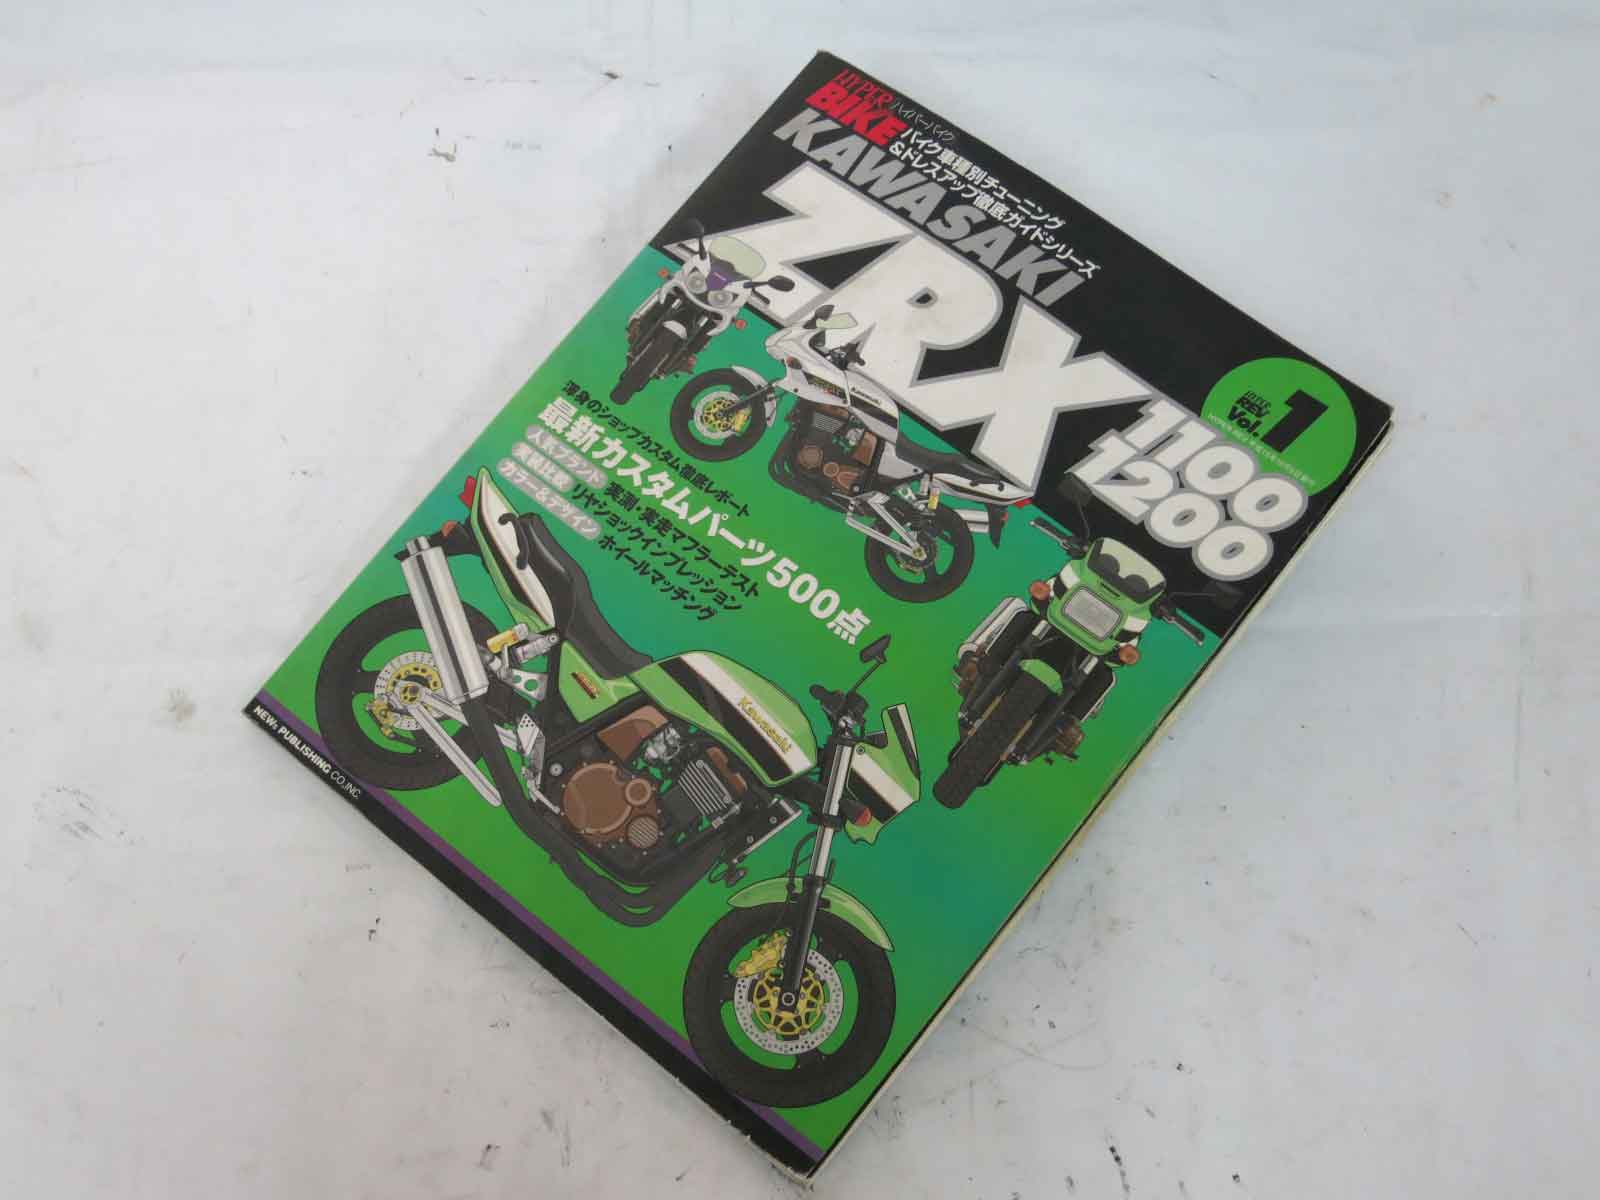 HYPER
BIKE
ハイパーバイク
バイク車種別チューニング
&ドレスアップ徹底ガイドシリーズ
KAWASAKI
ZRX
1100
1200
REV
Vol.
1
渾身のショップカスタム徹底レポート
最新カスタムパーツ500点
人気ブランド 実測・実走マフラーテスト
実能比較 リヤショックインプレッション
カラー&デザイン ホイールマッチング
Kawasaki
Kawasaki
NEWS PUBLISHING CO.,INC.